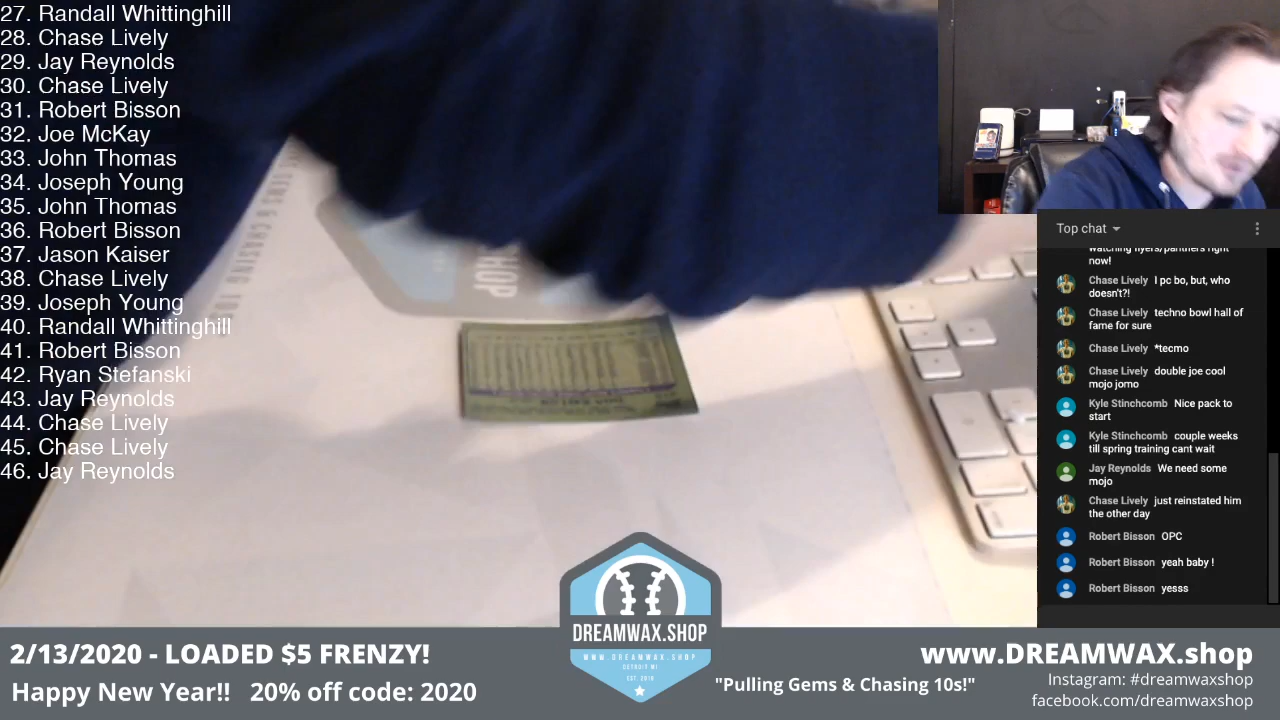 27. Randall Whittinghill
28. Chase Lively
29. Jay Reynolds
30. Chase Lively
31. Robert Bisson
32. Joe McKay
33. John Thomas
34. Joseph Young
35. John Thomas
36. Robert Bisson
37. Jason Kaiser
38. Chase Lively
39. Joseph Young
40. Randall Whittinghill
41. Robert Bisson
42. Ryan Stefanski
43. Jay Reynolds
44. Chase Lively
45. Chase Lively
46. Jay Reynolds
SHOP
Top chat
watching flyers/panthers right
now!
Chase Lively I pc bo, but, who
doesn't?!
Chase Lively techno bowl hall of
fame for sure
Chase Lively *tecmo
Chase Lively double joe cool
mojo jomo
Kyle Stinchcomb Nice pack to
start
Kyle Stinchcomb couple weeks
till spring training cant wait
Jay Reynolds We need some
mojo
Chase Lively just reinstated him
the other day
Robert Bisson OPC
Robert Bisson yeah baby !
Robert Bisson yesss
2/13/2020 - LOADED $5 FRENZY!
Happy New Year!! 20% off code: 2020
DREAMWAX.SHOP
WWW.DREAMWAX.SHOP
DETROIT MI
EST. 2018
"Pulling Gems & Chasing 10s!"
www.DREAMWAX.shop
Instagram: #dreamwaxshop
facebook.com/dreamwaxshop